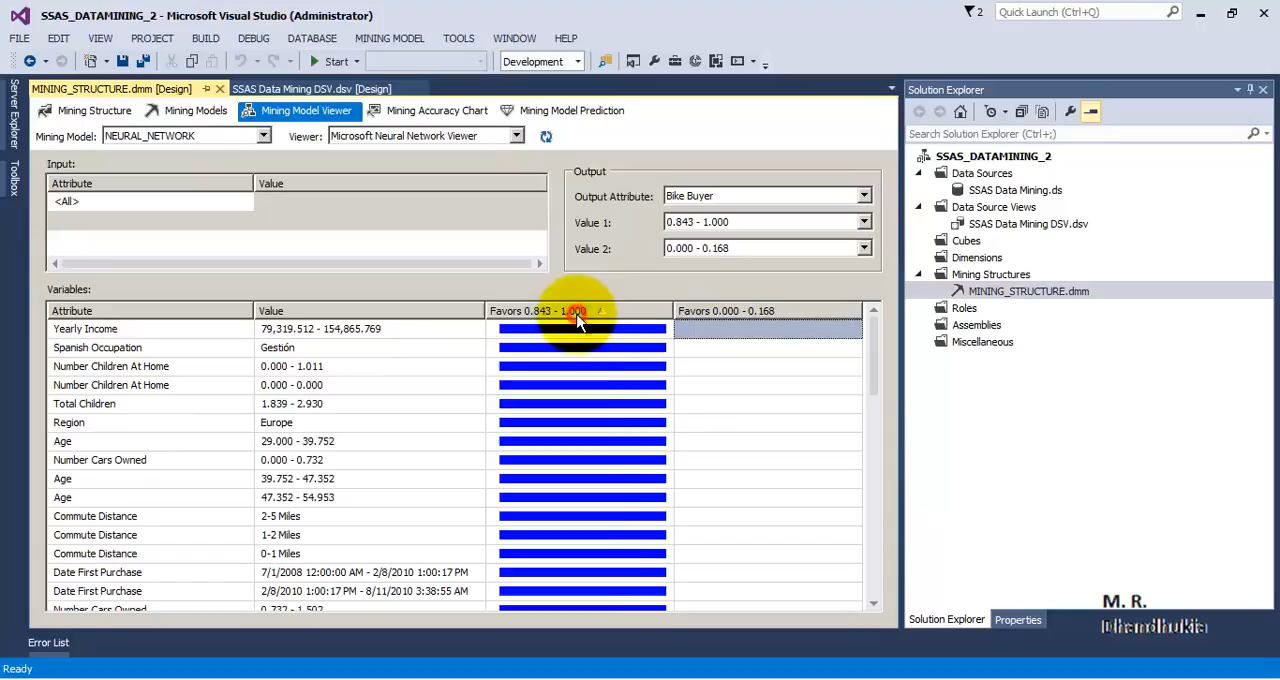 SSAS_DATAMINING_2 - Microsoft Visual Studio (Administrator)
2
Quick Launch (Ctrl+Q)
FILE EDIT VIEW PROJECT BUILD DEBUG DATABASE MINING MODEL TOOLS WINDOW HELP
Start Development
Server Explorer
Toolbox
MINING_STRUCTURE.dmm [Design] SSAS Data Mining DSV.dsv [Design]
Mining Structure Mining Models Mining Model Viewer Mining Accuracy Chart Mining Model Prediction
Mining Model: NEURAL_NETWORK Viewer: Microsoft Neural Network Viewer
Input:
Attribute Value
<All>
Output
Output Attribute: Bike Buyer
Value 1: 0.843 - 1.000
Value 2: 0.000 - 0.168
Variables:
Attribute Value Favors 0.843 - 1.000 Favors 0.000 - 0.168
Yearly Income 79,319.512 - 154,865.769
Spanish Occupation Gestión
Number Children At Home 0.000 - 1.011
Number Children At Home 0.000 - 0.000
Total Children 1.839 - 2.930
Region Europe
Age 29.000 - 39.752
Number Cars Owned 0.000 - 0.732
Age 39.752 - 47.352
Age 47.352 - 54.953
Commute Distance 2-5 Miles
Commute Distance 1-2 Miles
Commute Distance 0-1 Miles
Date First Purchase 7/1/2008 12:00:00 AM - 2/8/2010 1:00:17 PM
Date First Purchase 2/8/2010 1:00:17 PM - 8/11/2010 3:38:55 AM
Number Cars Owned 0.732 - 1.502
Solution Explorer
Search Solution Explorer (Ctrl+;)
SSAS_DATAMINING_2
Data Sources
SSAS Data Mining.ds
Data Source Views
SSAS Data Mining DSV.dsv
Cubes
Dimensions
Mining Structures
MINING_STRUCTURE.dmm
Roles
Assemblies
Miscellaneous
M. R.
Dhandhukia
Solution Explorer Properties
Error List
Ready